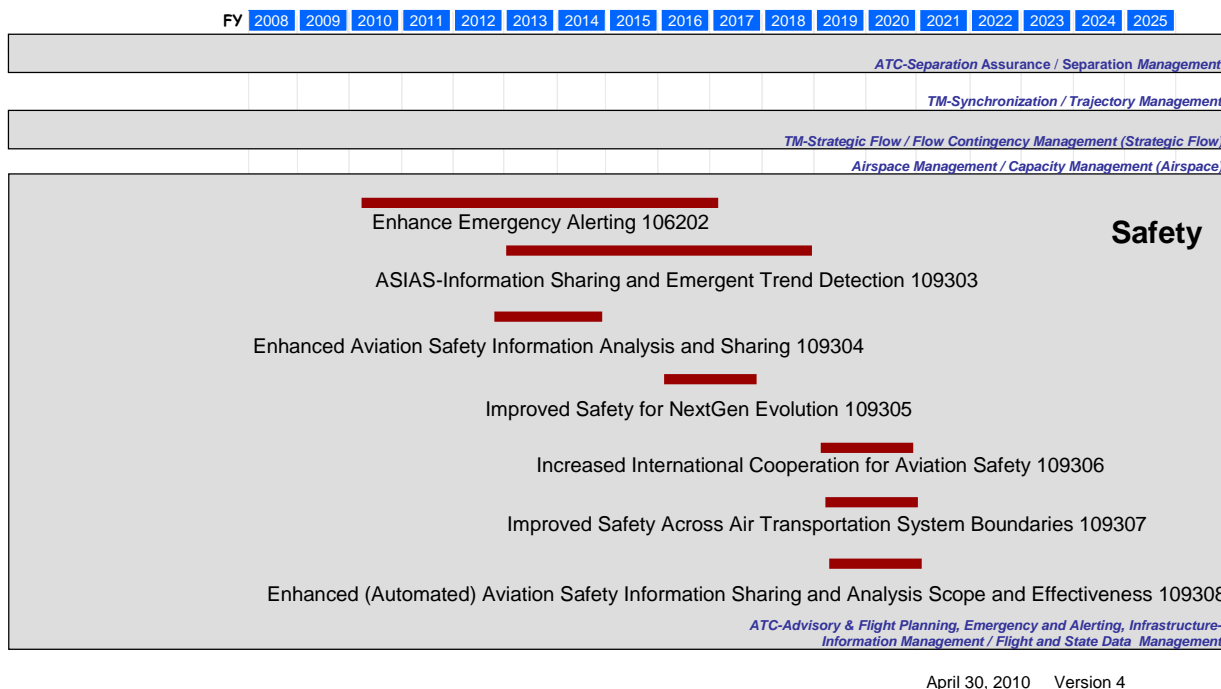 FY 2008 2009 2010 2011 2012 2013 2014 2015 2016 2017 2018 2019 2020 2021 2022 2023 2024 2025
ATC-Separation Assurance / Separation Management
TM-Synchronization / Trajectory Management
TM-Strategic Flow / Flow Contingency Management (Strategic Flow)
Airspace Management / Capacity Management (Airspace)
Enhance Emergency Alerting 106202
Safety
ASIAS-Information Sharing and Emergent Trend Detection 109303
Enhanced Aviation Safety Information Analysis and Sharing 109304
Improved Safety for NextGen Evolution 109305
Increased International Cooperation for Aviation Safety 109306
Improved Safety Across Air Transportation System Boundaries 109307
Enhanced (Automated) Aviation Safety Information Sharing and Analysis Scope and Effectiveness 109308
ATC-Advisory & Flight Planning, Emergency and Alerting, Infrastructure-
Information Management / Flight and State Data Management
April 30, 2010 Version 4